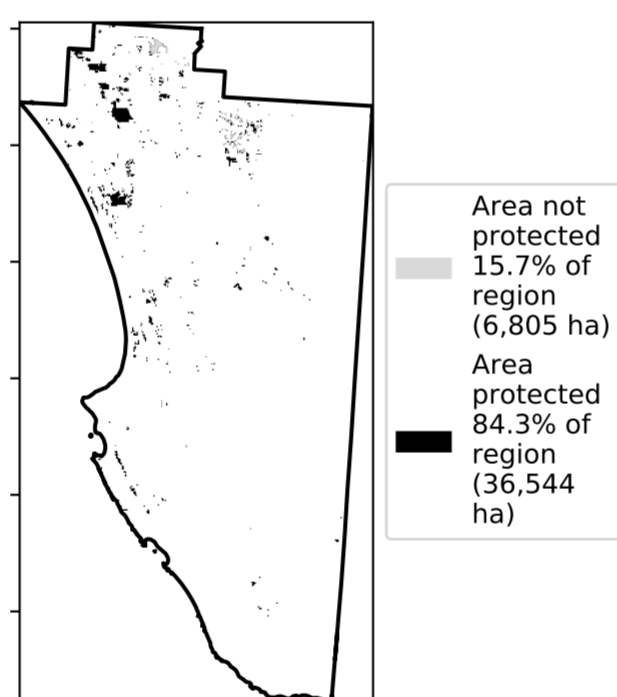 Area not
protected
15.7% of
region
(6,805 ha)
Area
protected
84.3% of
region
(36,544
ha)